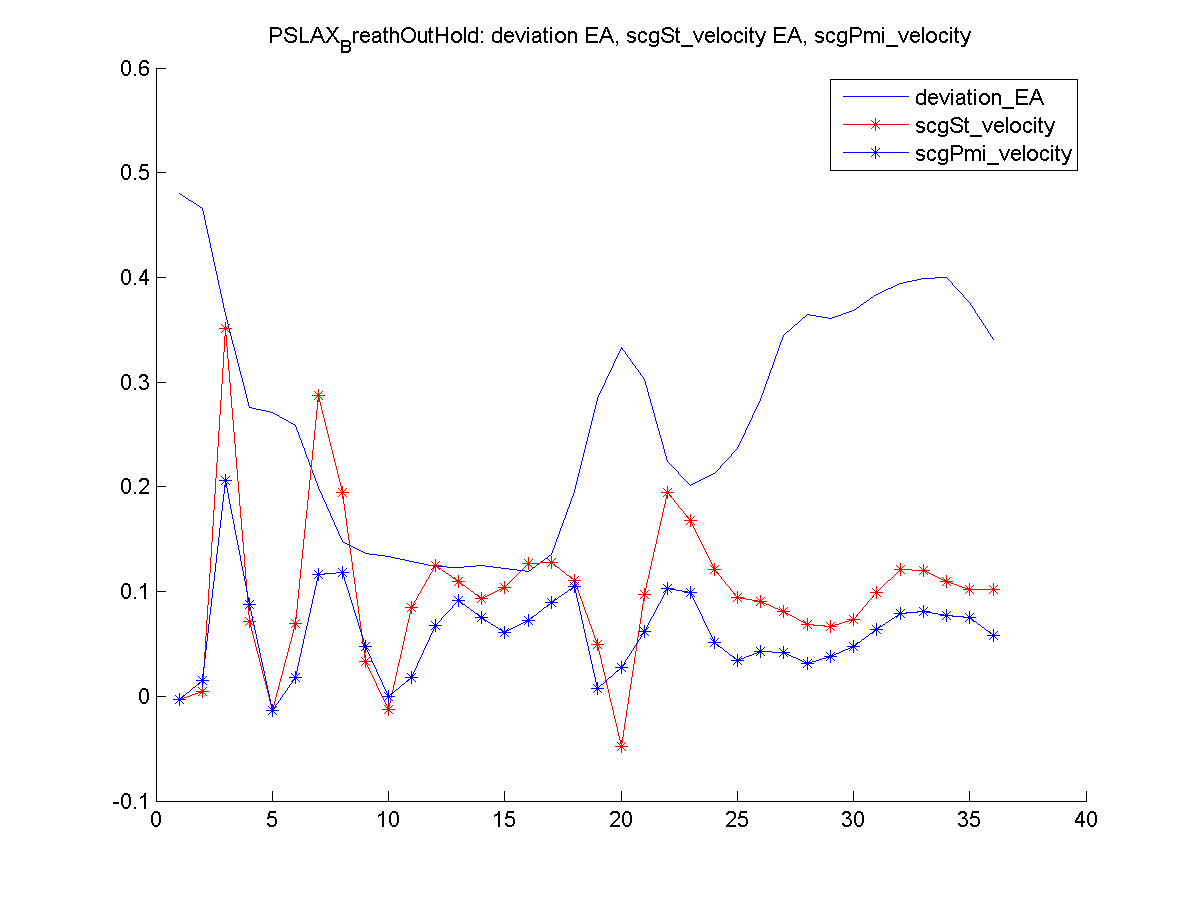 PSLAX_BreathOutHold: deviation EA, scgSt_velocity EA, scgPmi_velocity
deviation_EA
scgSt_velocity
scgPmi_velocity
0.6
0.5
0.4
0.3
0.2
0.1
0
-0.1
0 5 10 15 20 25 30 35 40